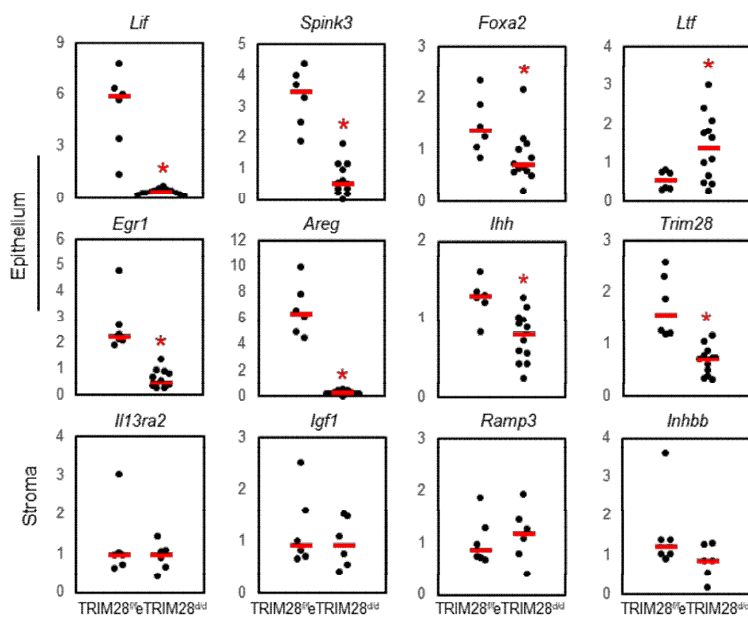 Lif Spink3 Foxa2 Ltf
9 5 3 4
6 4 2 3
3 3 1 2
0 2 0 1
1 0
0
* * * *
Epithelium
Egr1 Areg Ihh Trim28
6 12 2 3
5 10 1 2
4 8 0 1
3 6 0
2 4
1 2
0 0
* * * *
Stroma
Il13ra2 Igf1 Ramp3 Inhbb
4 3 3 4
3 2 2 3
2 1 1 2
1 0 0 1
0 0
TRIM28f/f eTRIM28d/d TRIM28f/f eTRIM28d/d TRIM28f/f eTRIM28d/d TRIM28f/f eTRIM28d/d